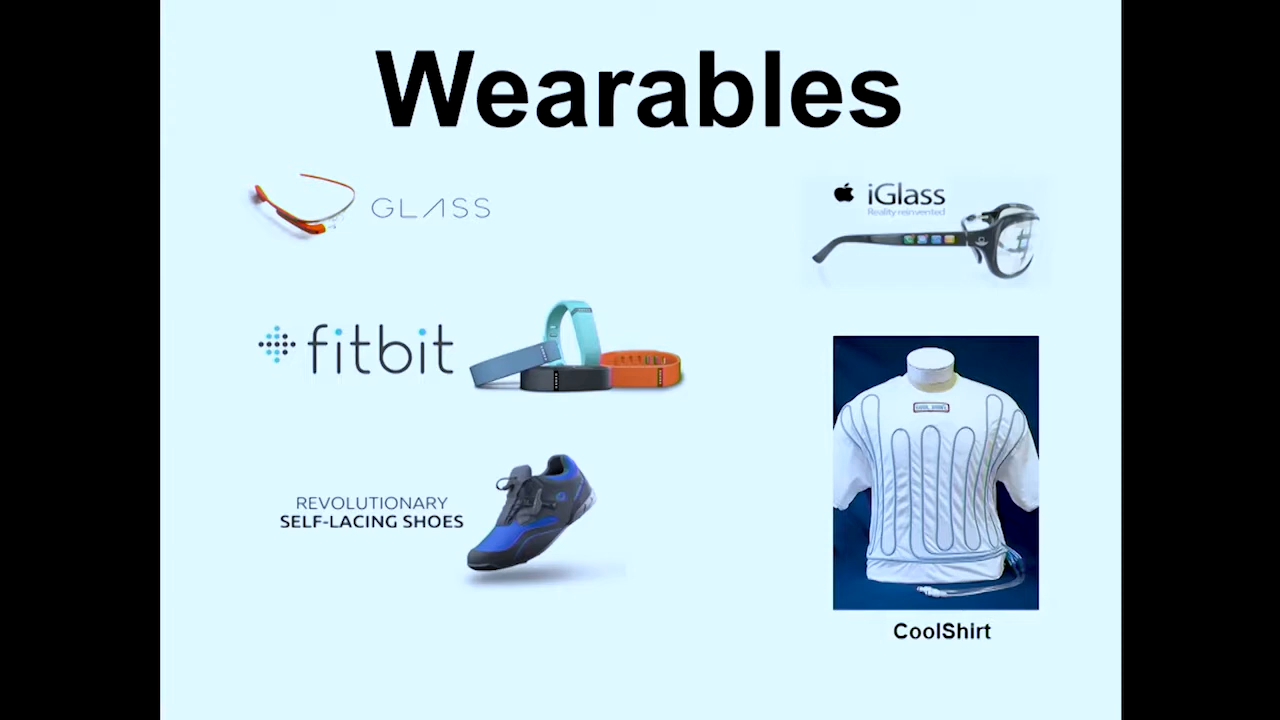 Wearables
GLASS
iGlass
Reality reinvented
fitbit
REVOLUTIONARY
SELF-LACING SHOES
CoolShirt